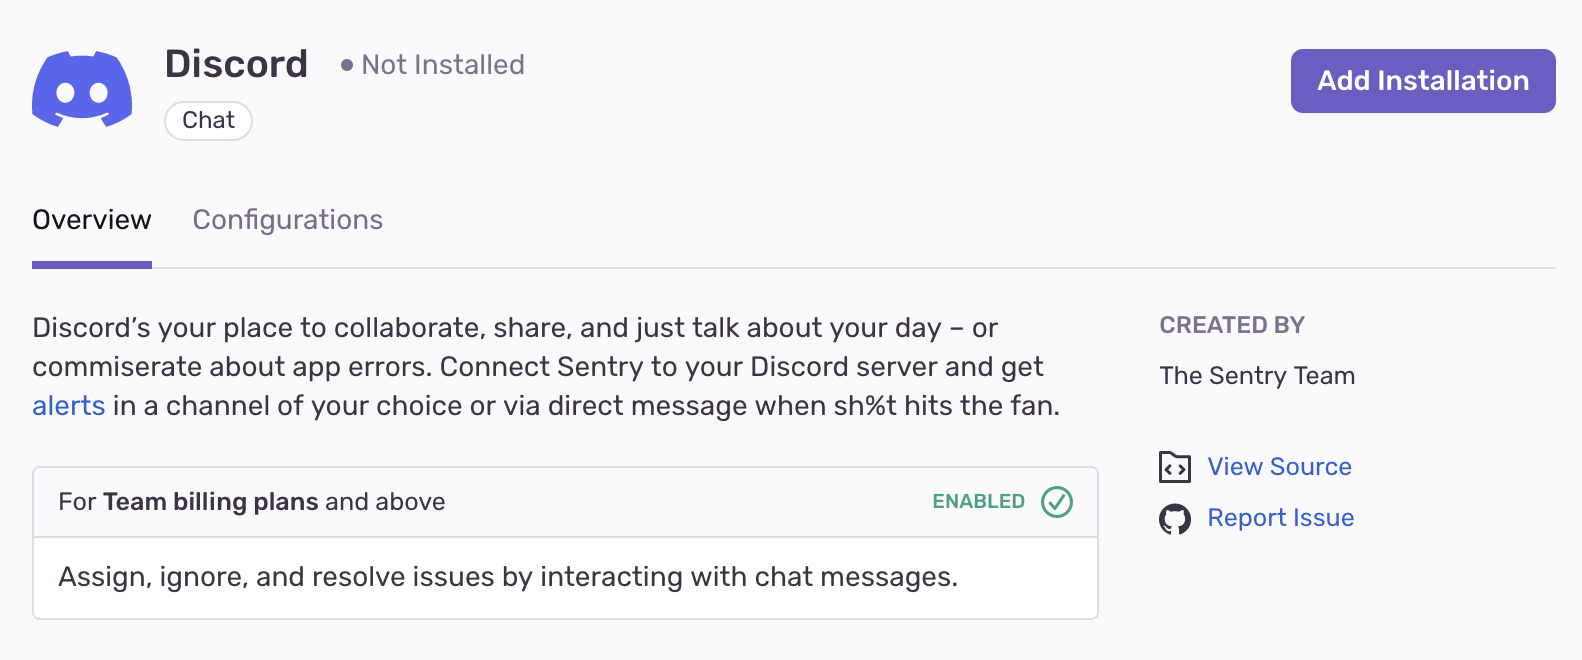 Discord
Not Installed
Add Installation
Chat
Overview
Configurations
Discord’s your place to collaborate, share, and just talk about your day – or
commiserate about app errors. Connect Sentry to your Discord server and get
alerts in a channel of your choice or via direct message when sh%t hits the fan.
For Team billing plans and above
ENABLED
Assign, ignore, and resolve issues by interacting with chat messages.
CREATED BY
The Sentry Team
View Source
Report Issue